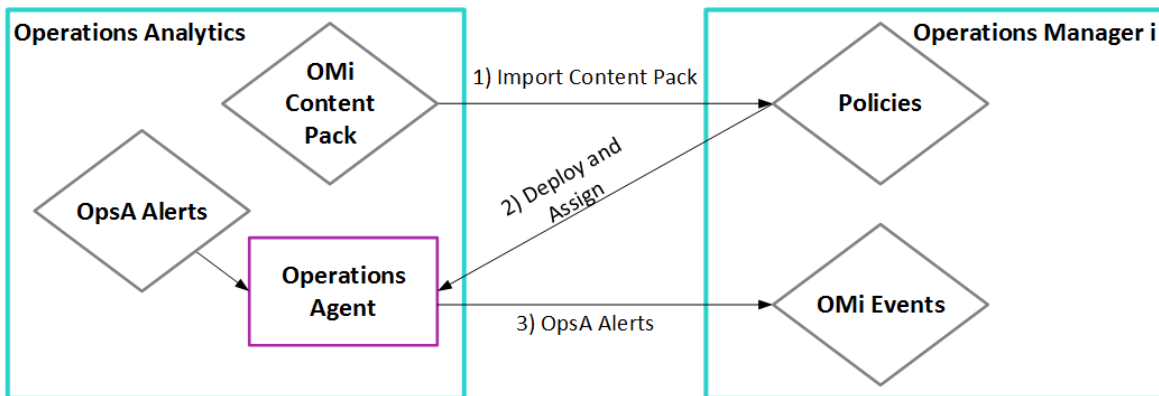 Operations Analytics
Operations Manager i
OMi
Content
Pack
1) Import Content Pack
Policies
2) Deploy and
Assign
OpsA Alerts
Operations
Agent
3) OpsA Alerts
OMi Events